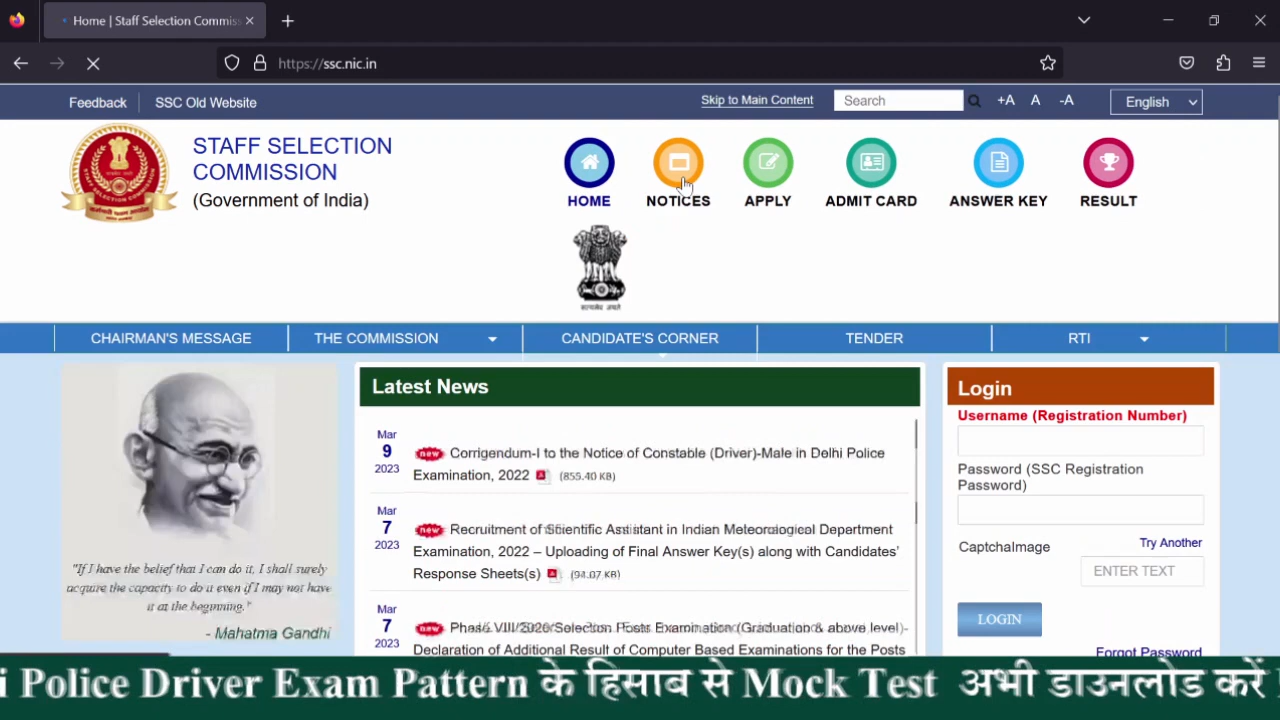 Home | Staff Selection Commiss
https://ssc.nic.in
Feedback
SSC Old Website
Skip to Main Content
Search
+A
A
-A
English
STAFF SELECTION
COMMISSION
(Government of India)
HOME
NOTICES
APPLY
ADMIT CARD
ANSWER KEY
RESULT
CHAIRMAN'S MESSAGE
THE COMMISSION
CANDIDATE'S CORNER
TENDER
RTI
"If I have the belief that I can do it, I shall surely
acquire the capacity to do it even if I may not have
it at the beginning."
- Mahatma Gandhi
Latest News
Mar
9
2023
new Corrigendum-I to the Notice of Constable (Driver)-Male in Delhi Police
Examination, 2022 (855.40 KB)
Mar
7
2023
new Recruitment of Scientific Assistant in Indian Meteorological Department
Examination, 2022 – Uploading of Final Answer Key(s) along with Candidates'
Response Sheets(s) (94.07 KB)
Mar
7
2023
new Selection Posts Examination (Graduation & above level)-
Declaration of Additional Result of Computer Based Examinations for the Posts
Login
Username (Registration Number)
Password (SSC Registration
Password)
CaptchaImage
Try Another
ENTER TEXT
LOGIN
Forgot Password
i Police Driver Exam Pattern के हिसाब से Mock Test अभी डाउनलोड करें